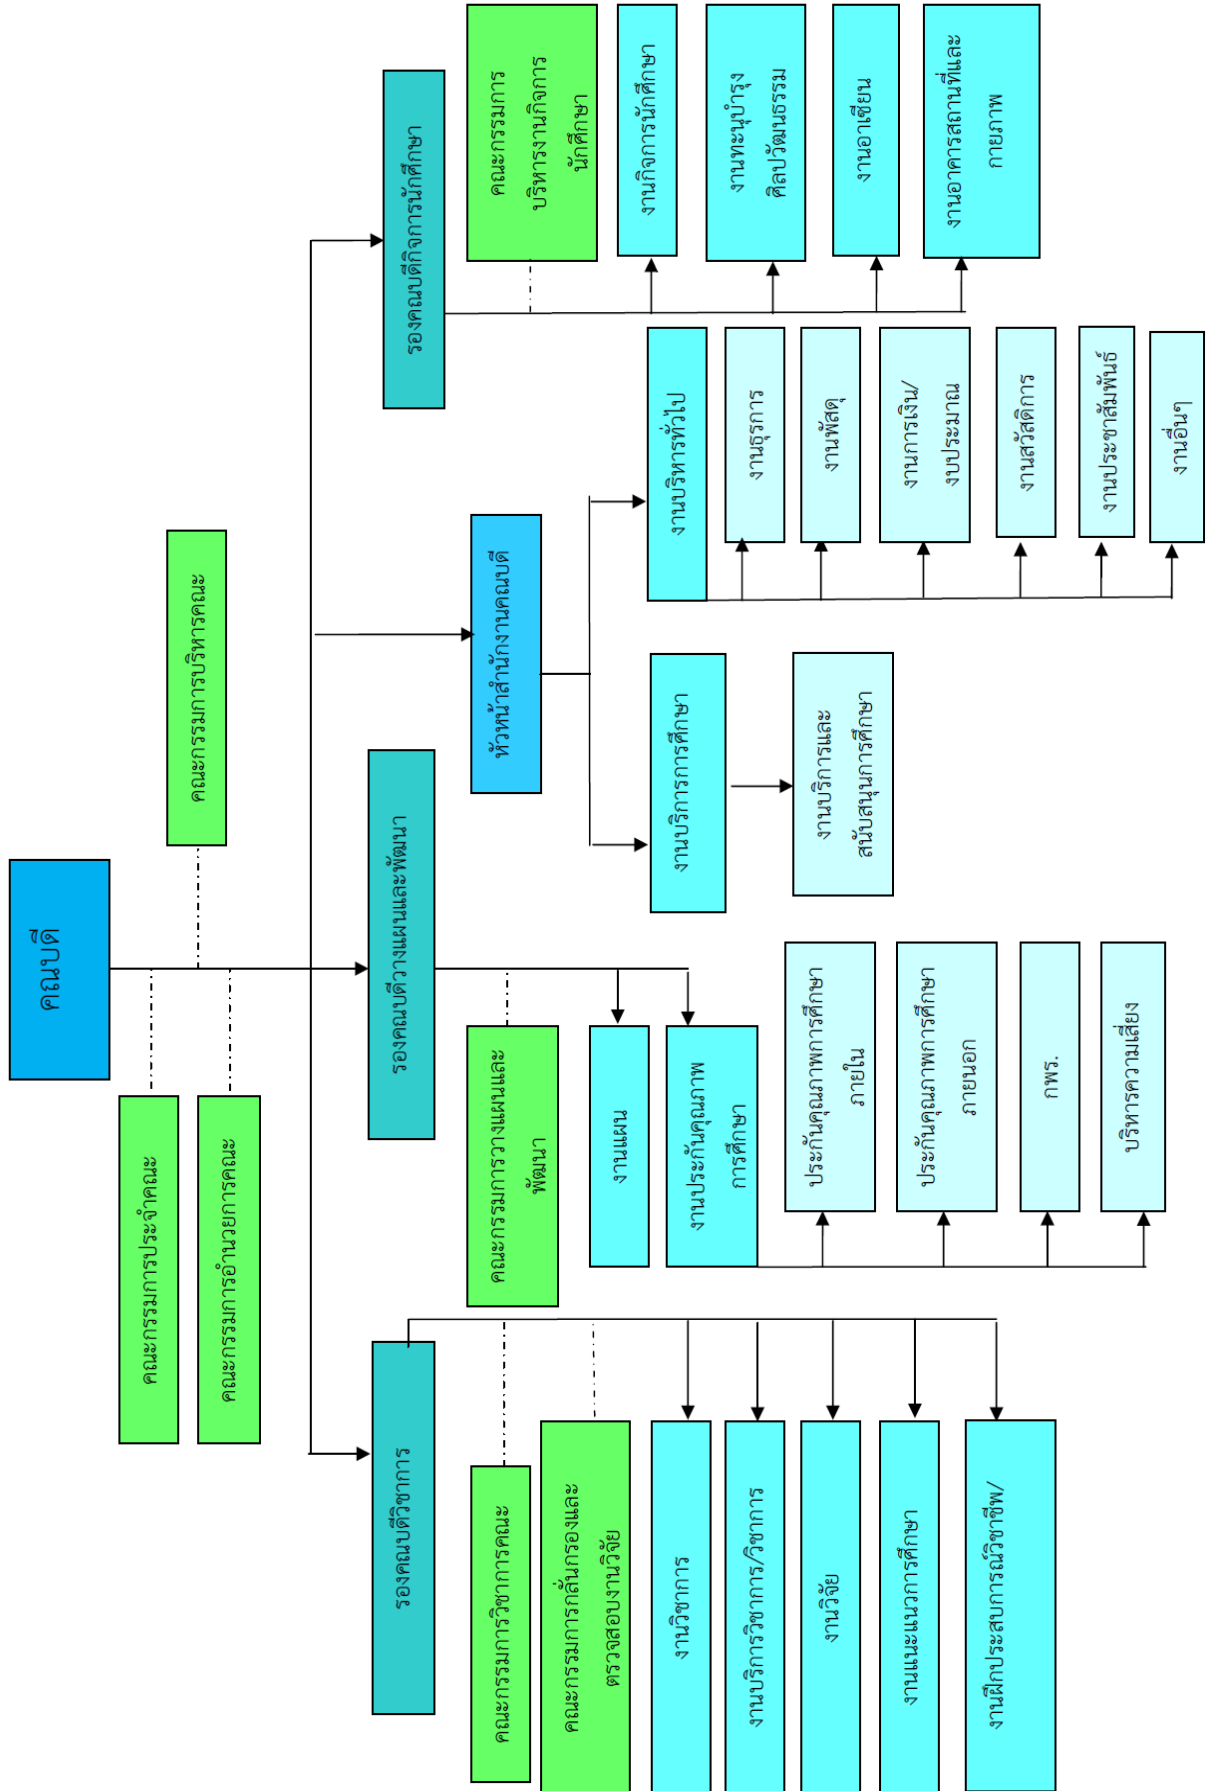 คณบดี
คณะกรรมการประจำคณะ
คณะกรรมการบริหารคณะ
คณะกรรมการอำนวยการคณะ
รองคณบดีวิชาการ
คณะกรรมการวิชาการคณะ
คณะกรรมการกลั่นกรองและ
ตรวจสอบงานวิจัย
งานวิชาการ
งานบริการวิชาการ/วิชาการ
งานวิจัย
งานแนะแนวการศึกษา
งานฝึกประสบการณ์วิชาชีพ/
รองคณบดีวางแผนและพัฒนา
คณะกรรมการวางแผนและ
พัฒนา
งานแผน
งานประกันคุณภาพ
การศึกษา
ประกันคุณภาพการศึกษา
ภายใน
ประกันคุณภาพการศึกษา
ภายนอก
กพร.
บริหารความเสี่ยง
หัวหน้าสำนักงานคณบดี
งานบริการการศึกษา
งานบริการและ
สนับสนุนการศึกษา
งานบริหารทั่วไป
งานธุรการ
งานพัสดุ
งานการเงิน/
งบประมาณ
งานสวัสดิการ
งานประชาสัมพันธ์
งานอื่นๆ
รองคณบดีกิจการนักศึกษา
คณะกรรมการ
บริหารงานกิจการ
นักศึกษา
งานกิจการนักศึกษา
งานทะนุบำรุง
ศิลปวัฒนธรรม
งานอาเซียน
งานอาคารสถานที่และ
กายภาพ